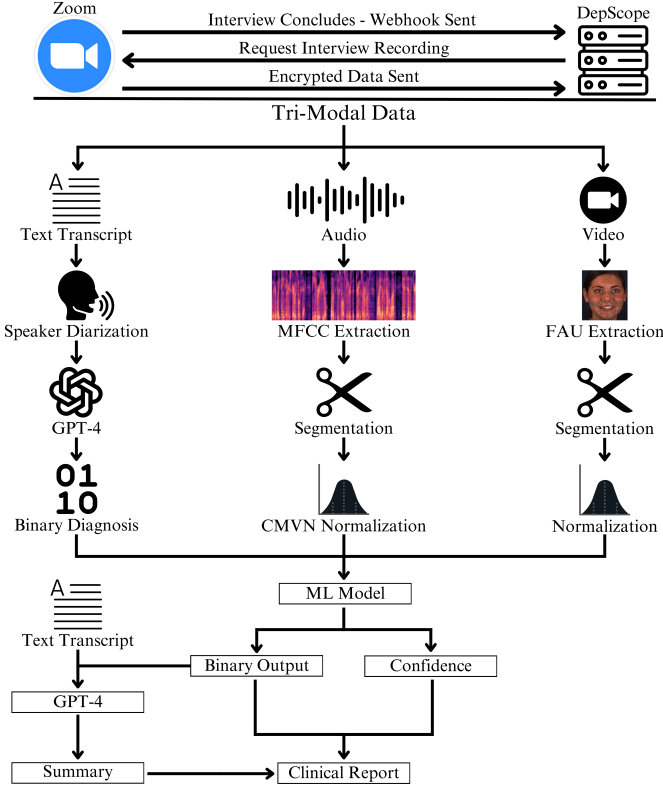 Zoom
DepScope
Interview Concludes - Webhook Sent
Request Interview Recording
Encrypted Data Sent
Tri-Modal Data
A
Text Transcript
Audio
Video
Speaker Diarization
MFCC Extraction
FAU Extraction
GPT-4
Segmentation
Segmentation
01
10
Binary Diagnosis
CMVN Normalization
Normalization
ML Model
A
Text Transcript
Binary Output
Confidence
GPT-4
Summary
Clinical Report